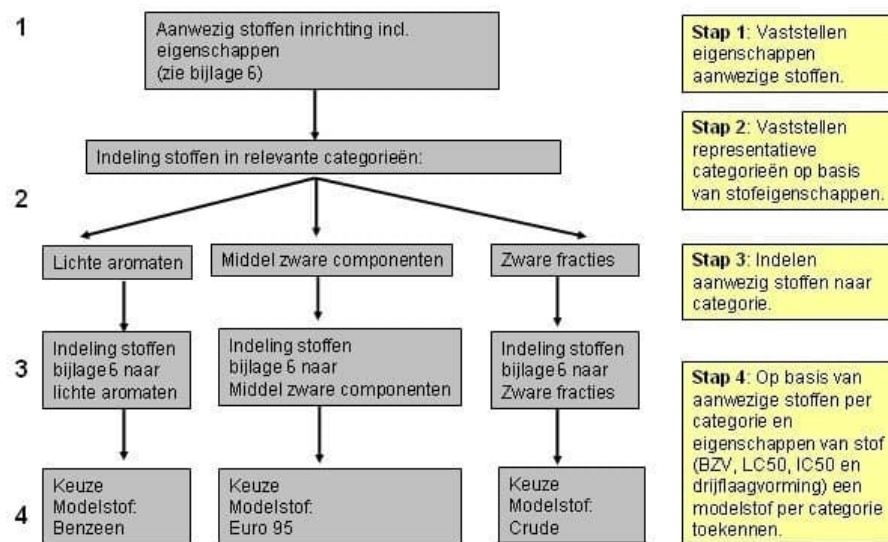 1
Aanwezig stoffen inrichting incl.
eigenschappen
(zie bijlage 6)
Stap 1: Vaststellen
eigenschappen
aanwezige stoffen.
Indeling stoffen in relevante categorieën:
Stap 2: Vaststellen
representatieve
categorieën op basis
van stofeigenschappen.
2
Lichte aromaten
Middel zware componenten
Zware fracties
Stap 3: Indelen
aanwezig stoffen naar
categorie.
3
Indeling stoffen
bijlage 6 naar
lichte aromaten
Indeling stoffen
bijlage 6 naar
Middel zware componenten
Indeling stoffen
bijlage 6 naar
Zware fracties
Stap 4: Op basis van
aanwezige stoffen per
categorie en
eigenschappen van stof
(BZV, LC50, IC50 en
drijflaagvorming) een
modelstof per categorie
toekennen.
4
Keuze
Modelstof:
Benzeen
Keuze
Modelstof:
Euro 95
Keuze
Modelstof:
Crude